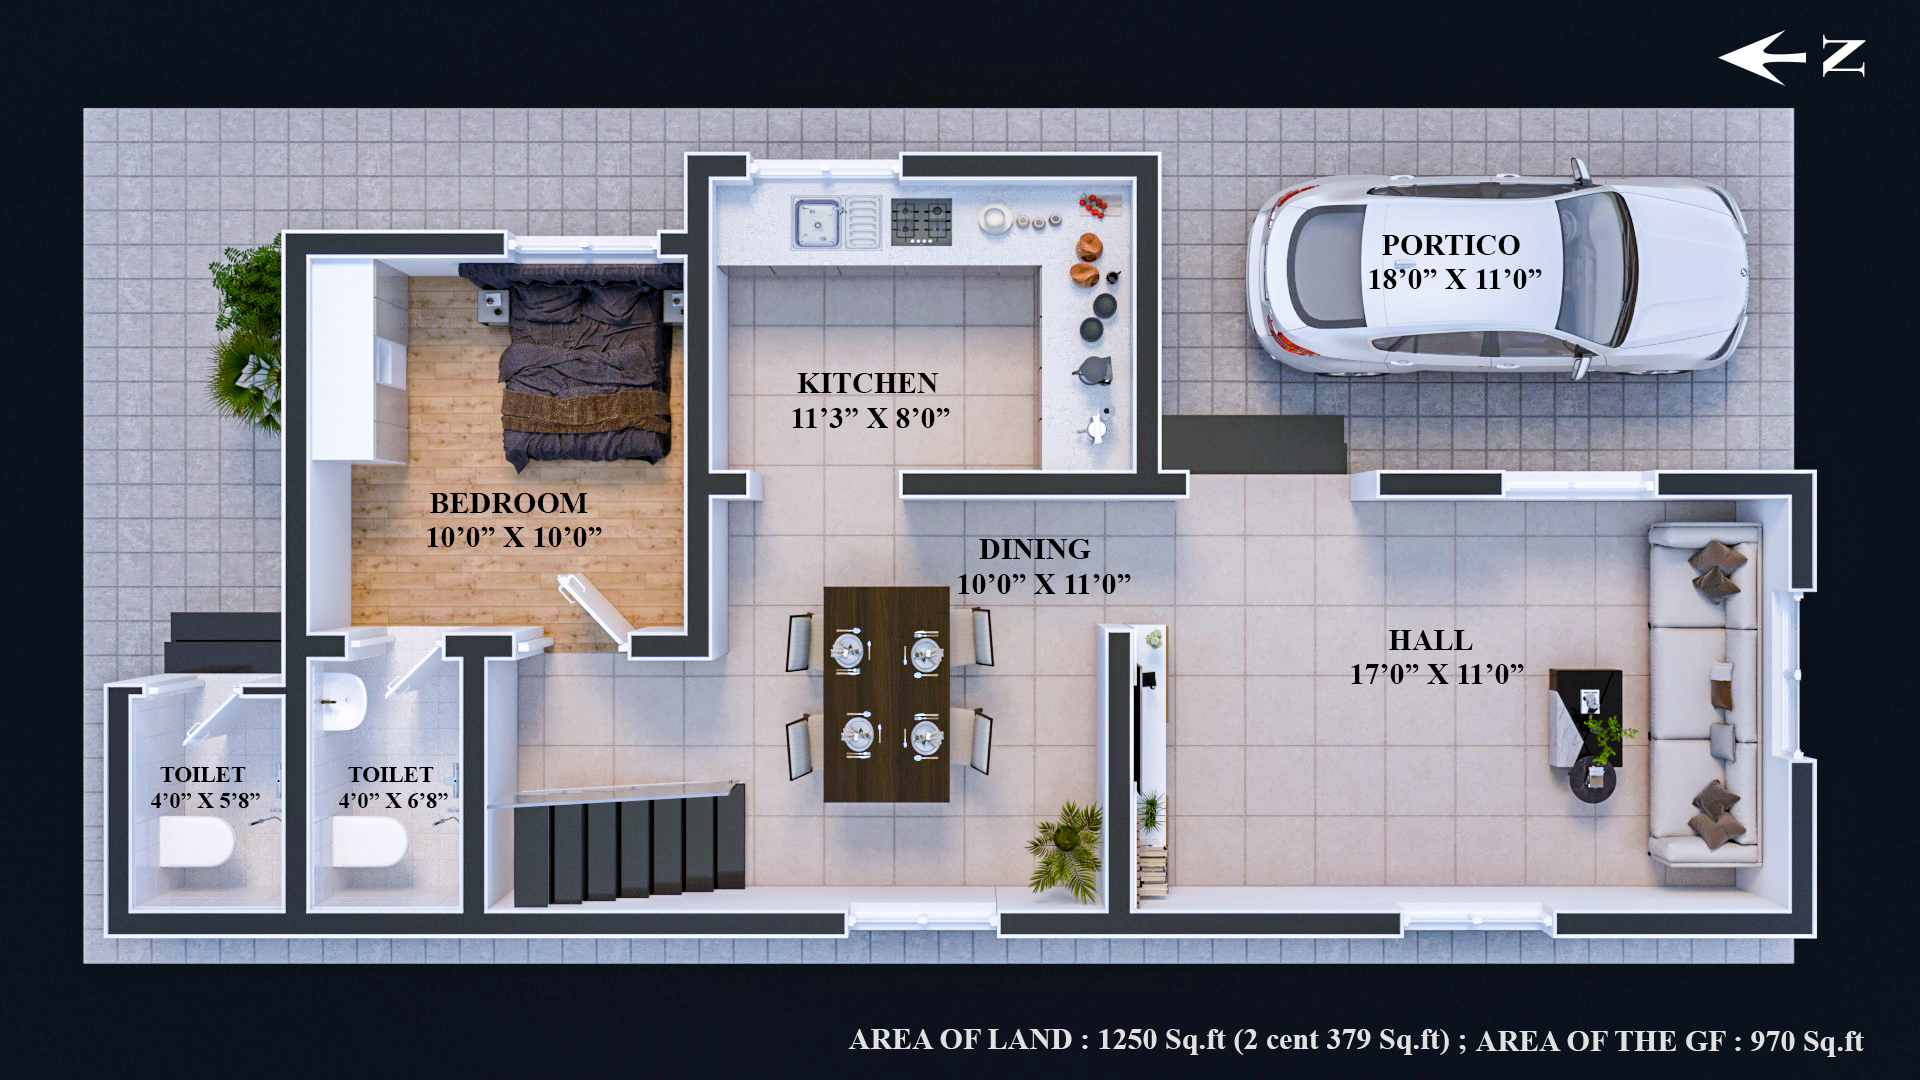 Z
PORTICO
18’0” X 11’0”
KITCHEN
11’3” X 8’0”
BEDROOM
10’0” X 10’0”
DINING
10’0” X 11’0”
HALL
17’0” X 11’0”
TOILET
4’0” X 5’8”
TOILET
4’0” X 6’8”
AREA OF LAND : 1250 Sq.ft (2 cent 379 Sq.ft) ; AREA OF THE GF : 970 Sq.ft